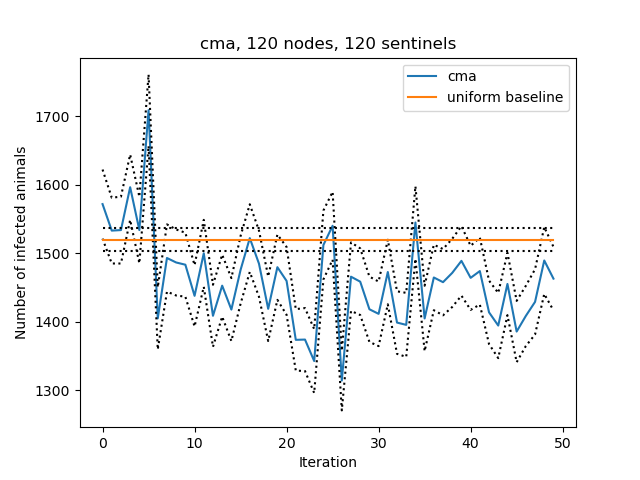 cma, 120 nodes, 120 sentinels
cma
uniform baseline
Number of infected animals
1700
1600
1500
1400
1300
0 10 20 30 40 50
Iteration